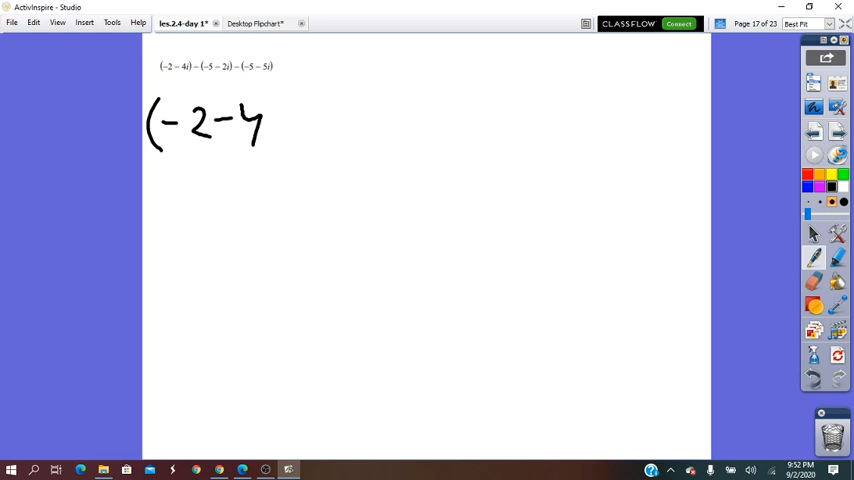 ActivInspire - Studio
File Edit View Insert Tools Help les.2.4-day 1* Desktop Flipchart* CLASSFLOW Connect Page 17 of 23 Best Fit
(−2 − 4i) − (−5 − 2i) − (−5 − 5i)
(- 2 - 4
9:52 PM
9/2/2020